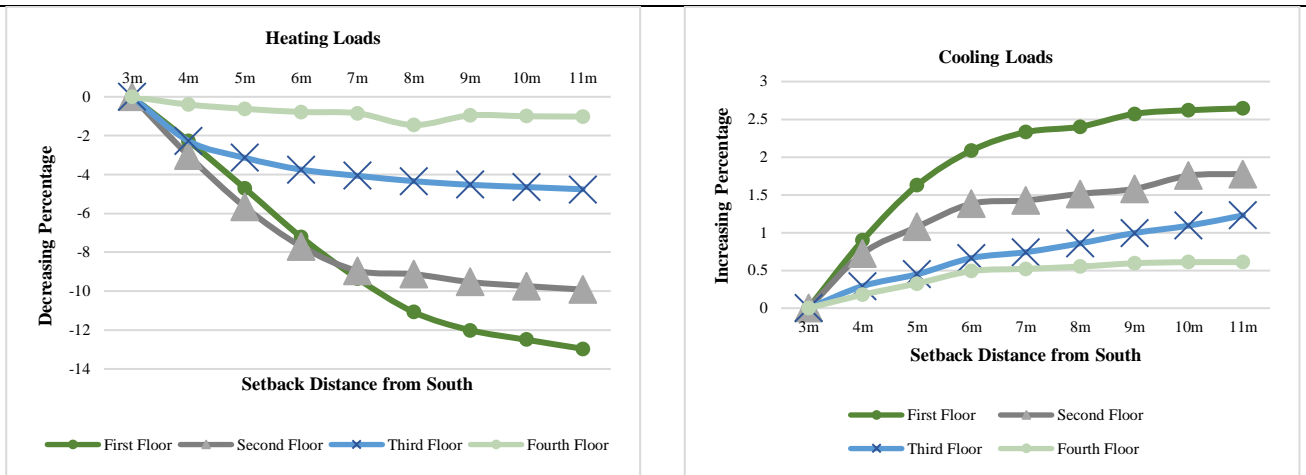 Heating Loads
3m 4m 5m 6m 7m 8m 9m 10m 11m
0
-2
-4
-6
-8
-10
-12
-14
Decreasing Percentage
Setback Distance from South
First Floor Second Floor Third Floor Fourth Floor
Cooling Loads
3
2.5
2
1.5
1
0.5
0
Increasing Percentage
3m 4m 5m 6m 7m 8m 9m 10m 11m
Setback Distance from South
First Floor Second Floor
Third Floor Fourth Floor